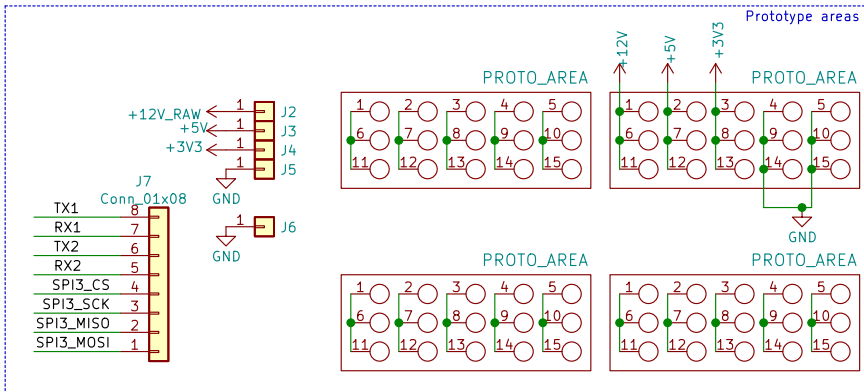 Prototype areas
+12V +5V +3V3
PROTO_AREA PROTO_AREA
1 2 3 4 5 1 2 3 4 5
6 7 8 9 10 6 7 8 9 10
11 12 13 14 15 11 12 13 14 15
GND
+12V_RAW 1 J2
+5V 1 J3
+3V3 1 J4
1 J5
GND
1 J6
GND
J7
Conn_01x08
TX1 8
RX1 7
TX2 6
RX2 5
SPI3_CS 4
SPI3_SCK 3
SPI3_MISO 2
SPI3_MOSI 1
PROTO_AREA PROTO_AREA
1 2 3 4 5 1 2 3 4 5
6 7 8 9 10 6 7 8 9 10
11 12 13 14 15 11 12 13 14 15